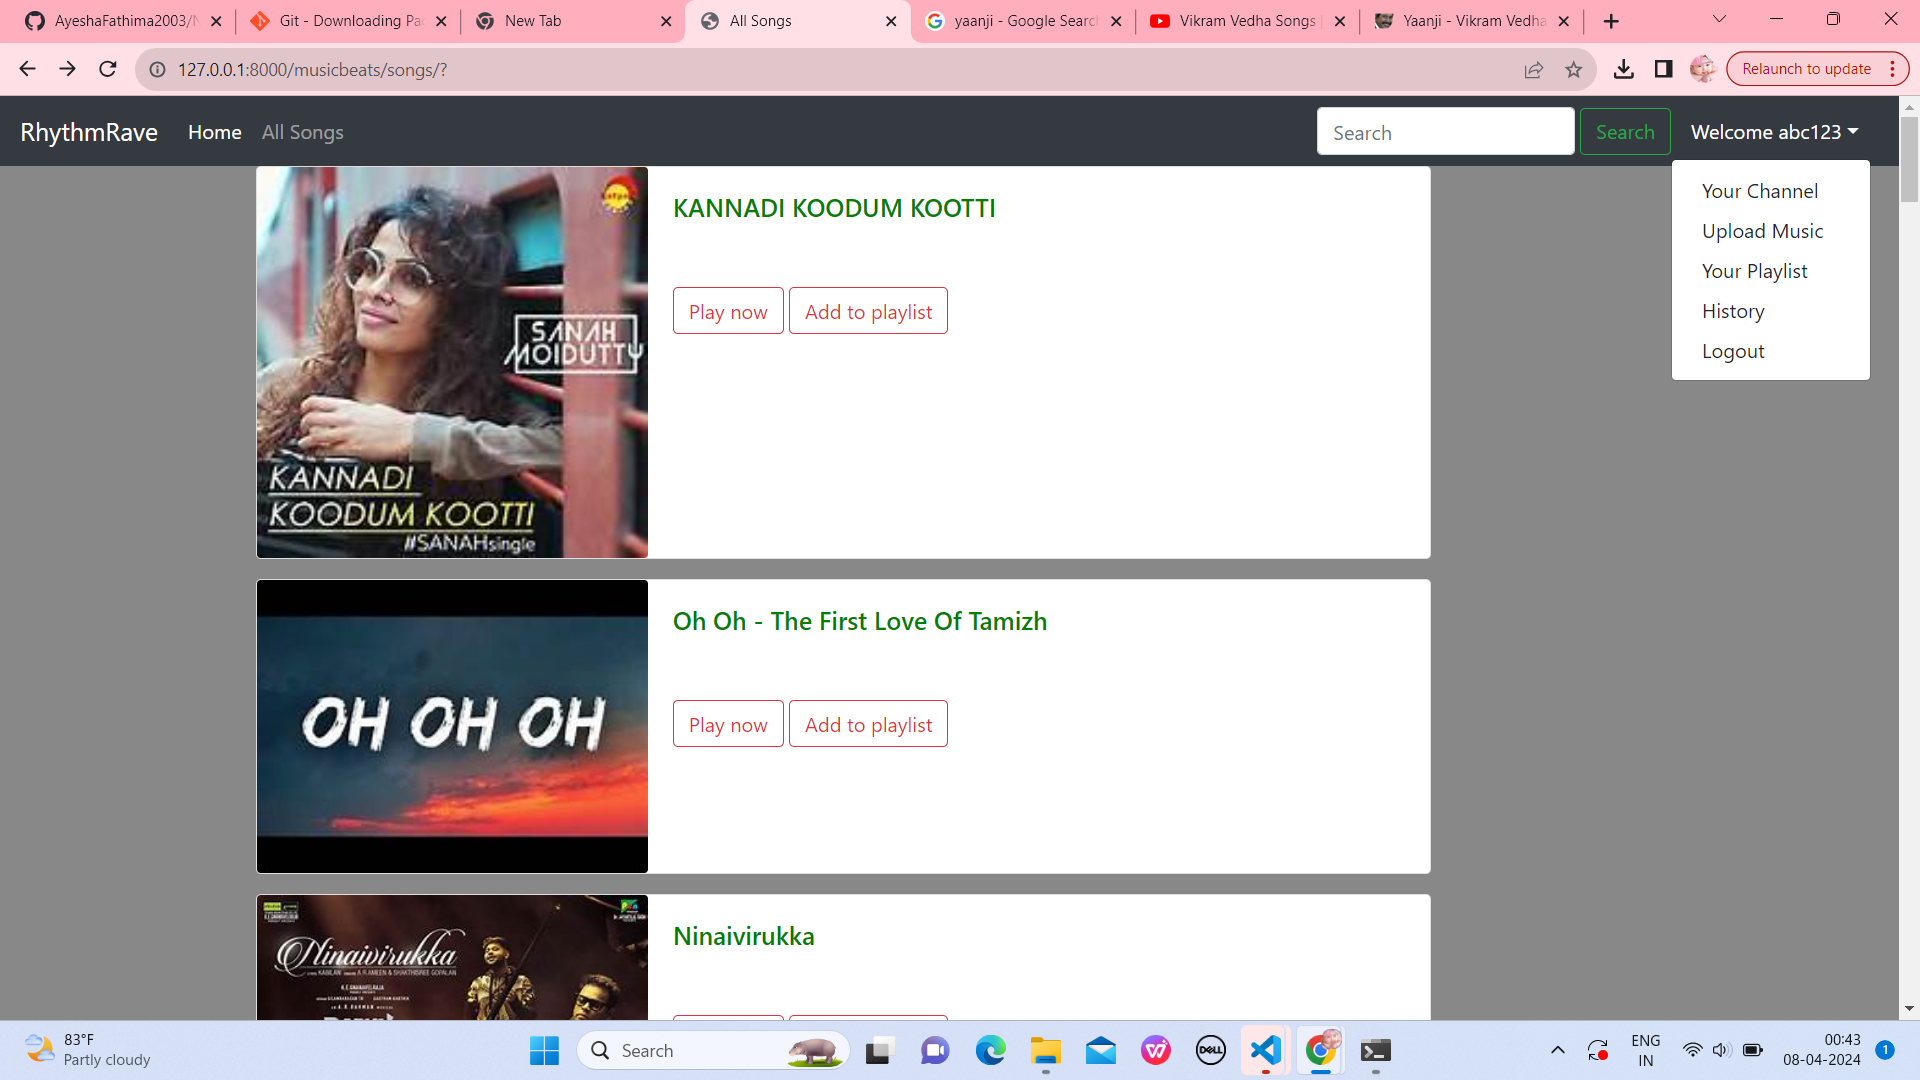 AyeshaFathima2003/N
Git - Downloading Pac
New Tab
All Songs
yaanji - Google Search
Vikram Vedha Songs |
Yaanji - Vikram Vedha
127.0.0.1:8000/musicbeats/songs/?
Relaunch to update
RhythmRave
Home
All Songs
Search
Search
Welcome abc123
Your Channel
Upload Music
Your Playlist
History
Logout
SANAH
MOIDUTTY
KANNADI
KOODUM KOOTTI
#SANAHsingle
KANNADI KOODUM KOOTTI
Play now
Add to playlist
OH OH OH
Oh Oh - The First Love Of Tamizh
Play now
Add to playlist
Ninaivirukka
Ninaivirukka
83°F
Partly cloudy
Search
DELL
ENG
IN
00:43
08-04-2024
1